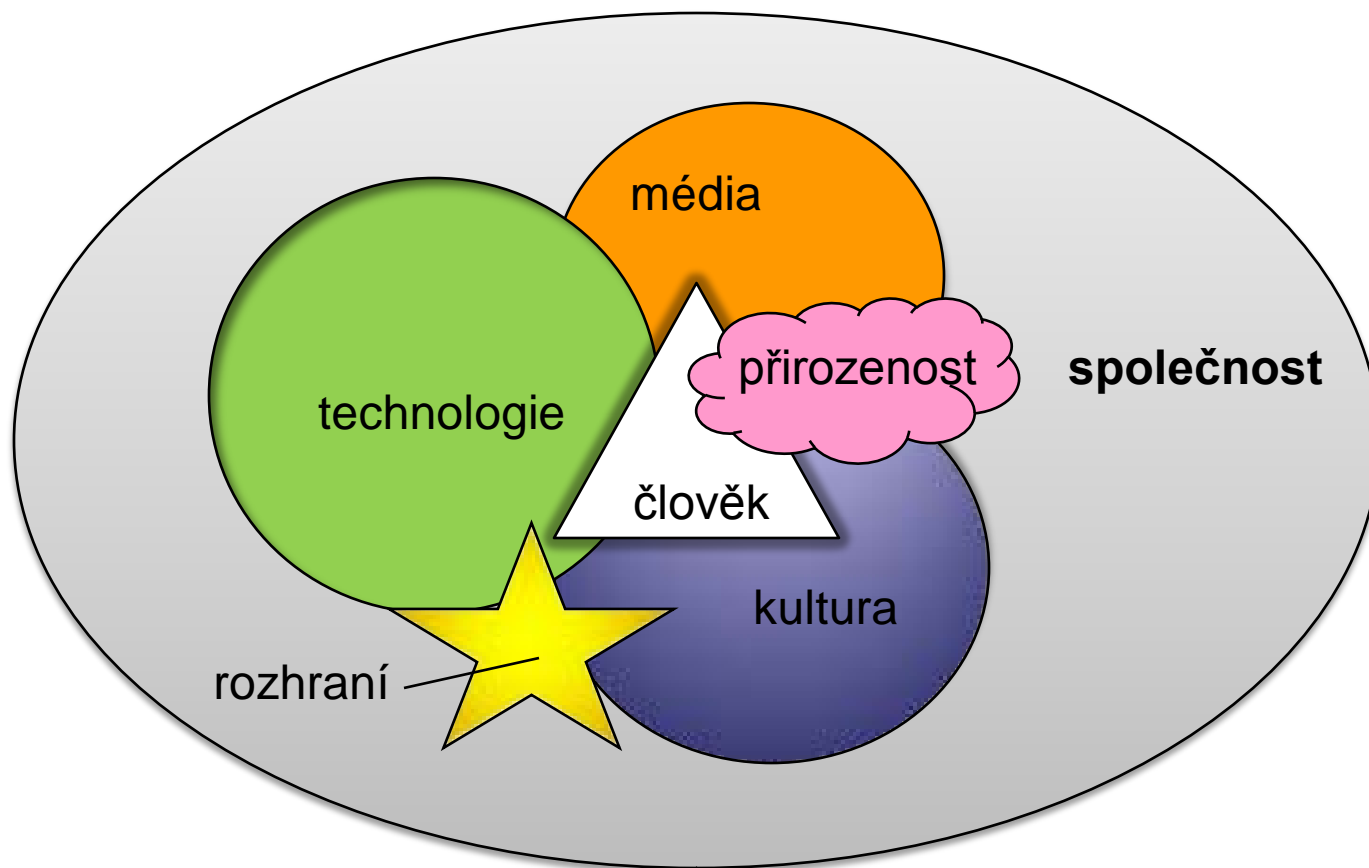 média
přirozenost
společnost
technologie
člověk
kultura
rozhraní